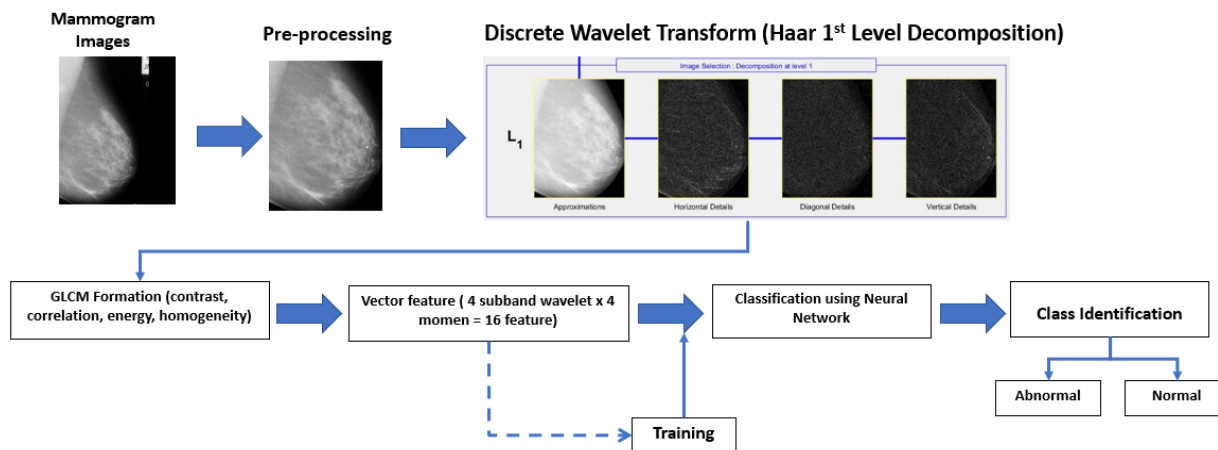 Mammogram
Images
Pre-processing
Discrete Wavelet Transform (Haar 1st Level Decomposition)
Image Selection : Decomposition at level 1
L1
Approximations
Horizontal Details
Diagonal Details
Vertical Details
GLCM Formation (contrast,
correlation, energy, homogeneity)
Vector feature ( 4 subband wavelet x 4
momen = 16 feature)
Classification using Neural
Network
Class Identification
Abnormal
Normal
Training